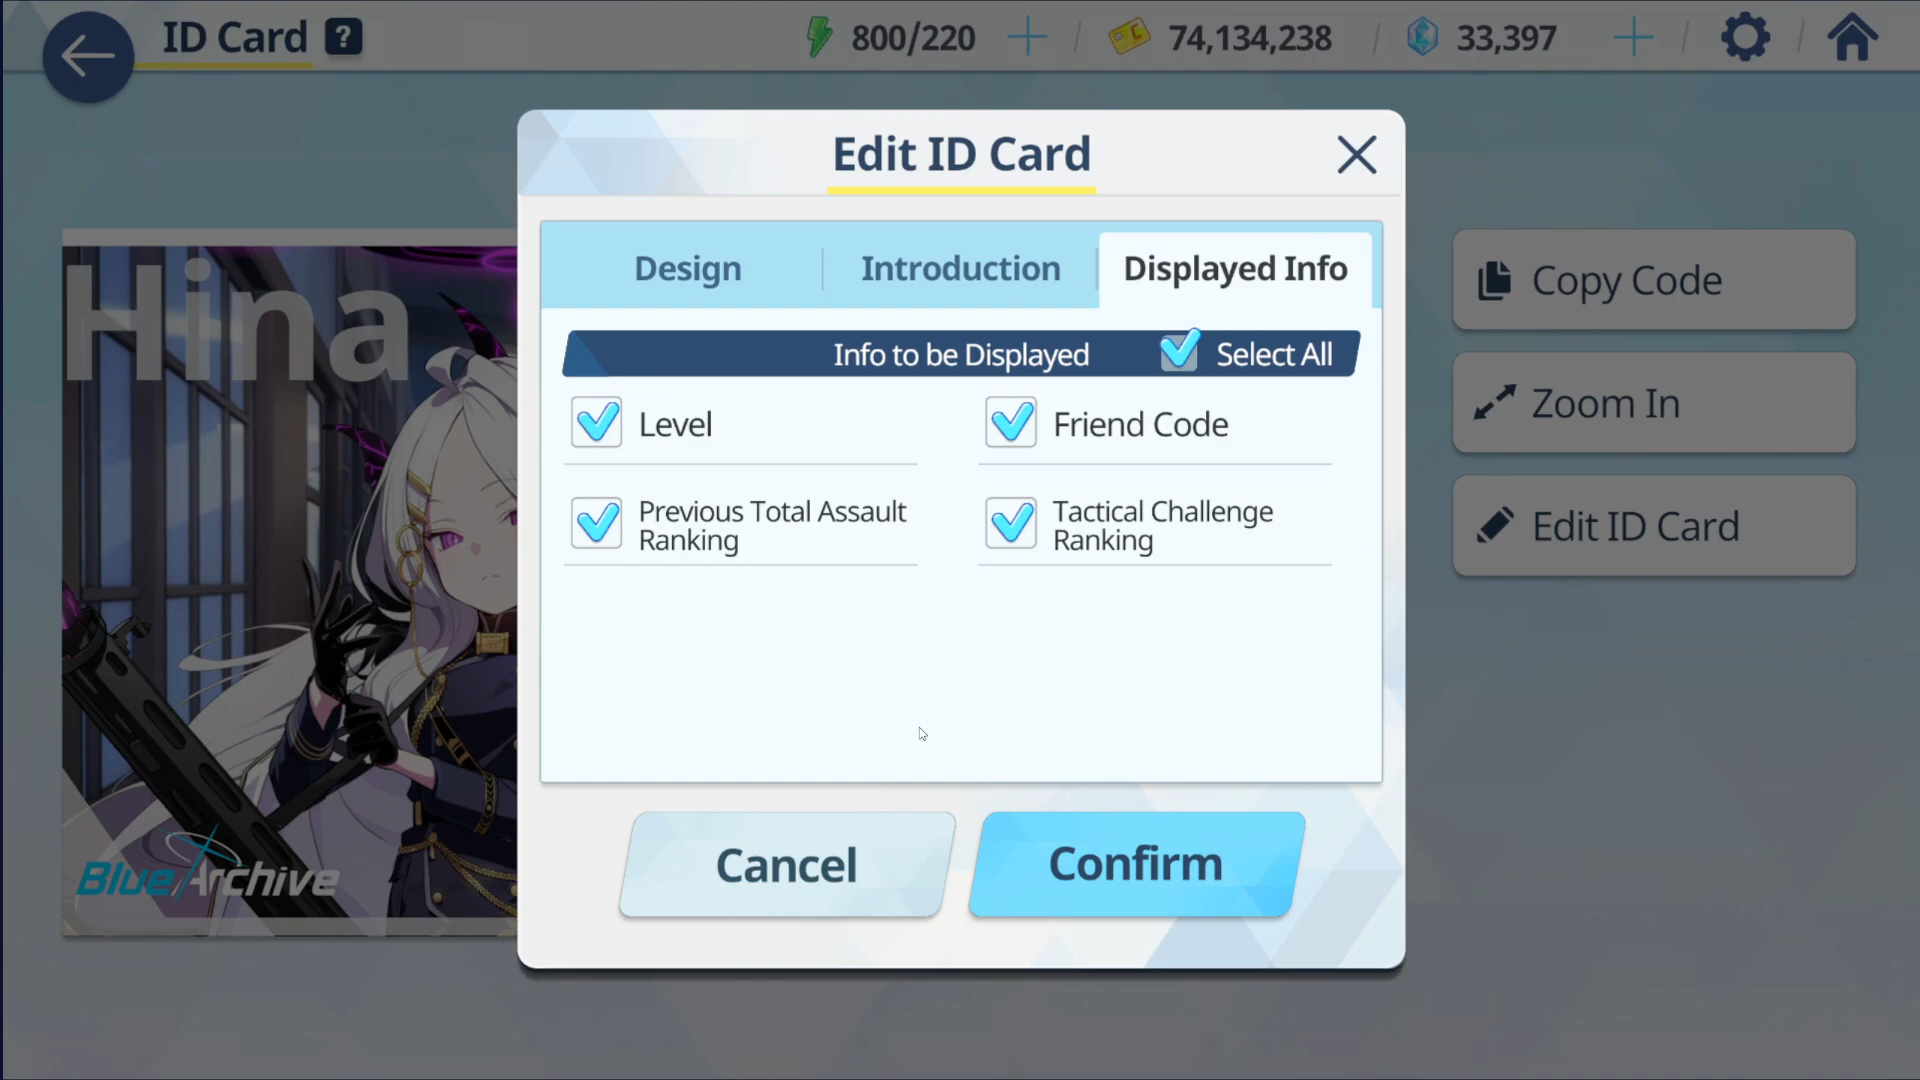 ID Card ?
800/220
74,134,238
33,397
Edit ID Card
Design
Introduction
Displayed Info
Info to be Displayed
Select All
Level
Friend Code
Previous Total Assault
Ranking
Tactical Challenge
Ranking
Cancel
Confirm
Hina
Blue Archive
Copy Code
Zoom In
Edit ID Card